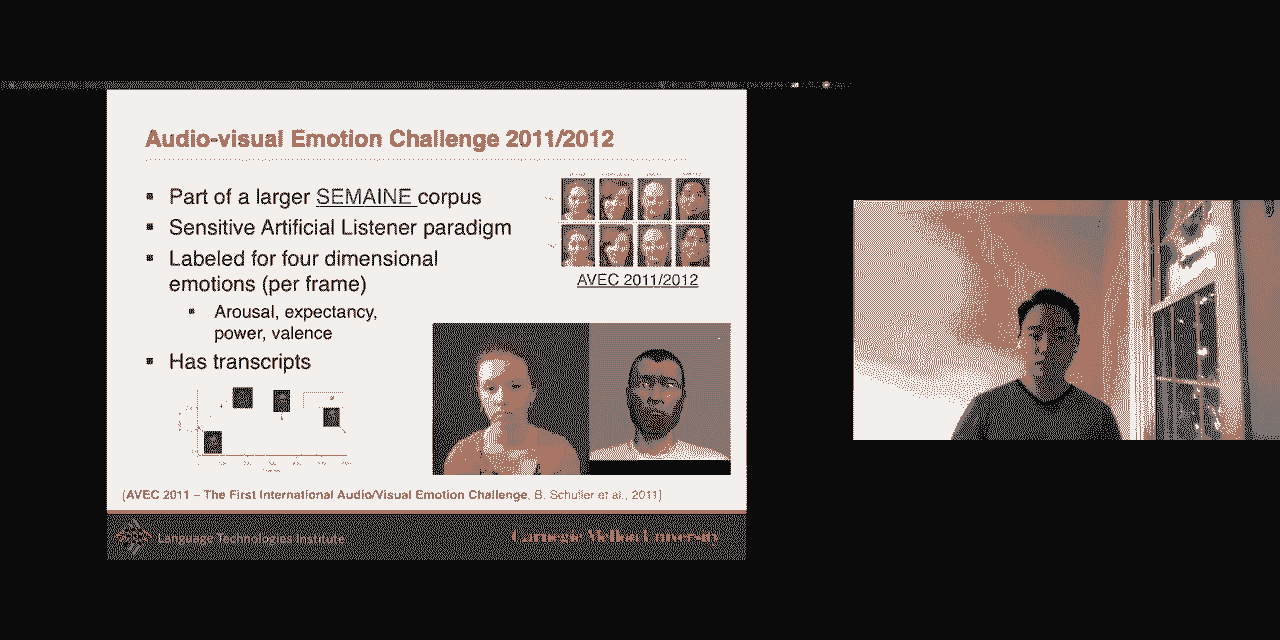 Audio-visual Emotion Challenge 2011/2012
Part of a larger SEMAINE corpus
Sensitive Artificial Listener paradigm
Labeled for four dimensional
emotions (per frame)
Arousal, expectancy,
power, valence
Has transcripts
AVEC 2011/2012
[AVEC 2011 – The First International Audio/Visual Emotion Challenge, B. Schuller et al., 2011]
Language Technologies Institute
Carnegie Mellon University